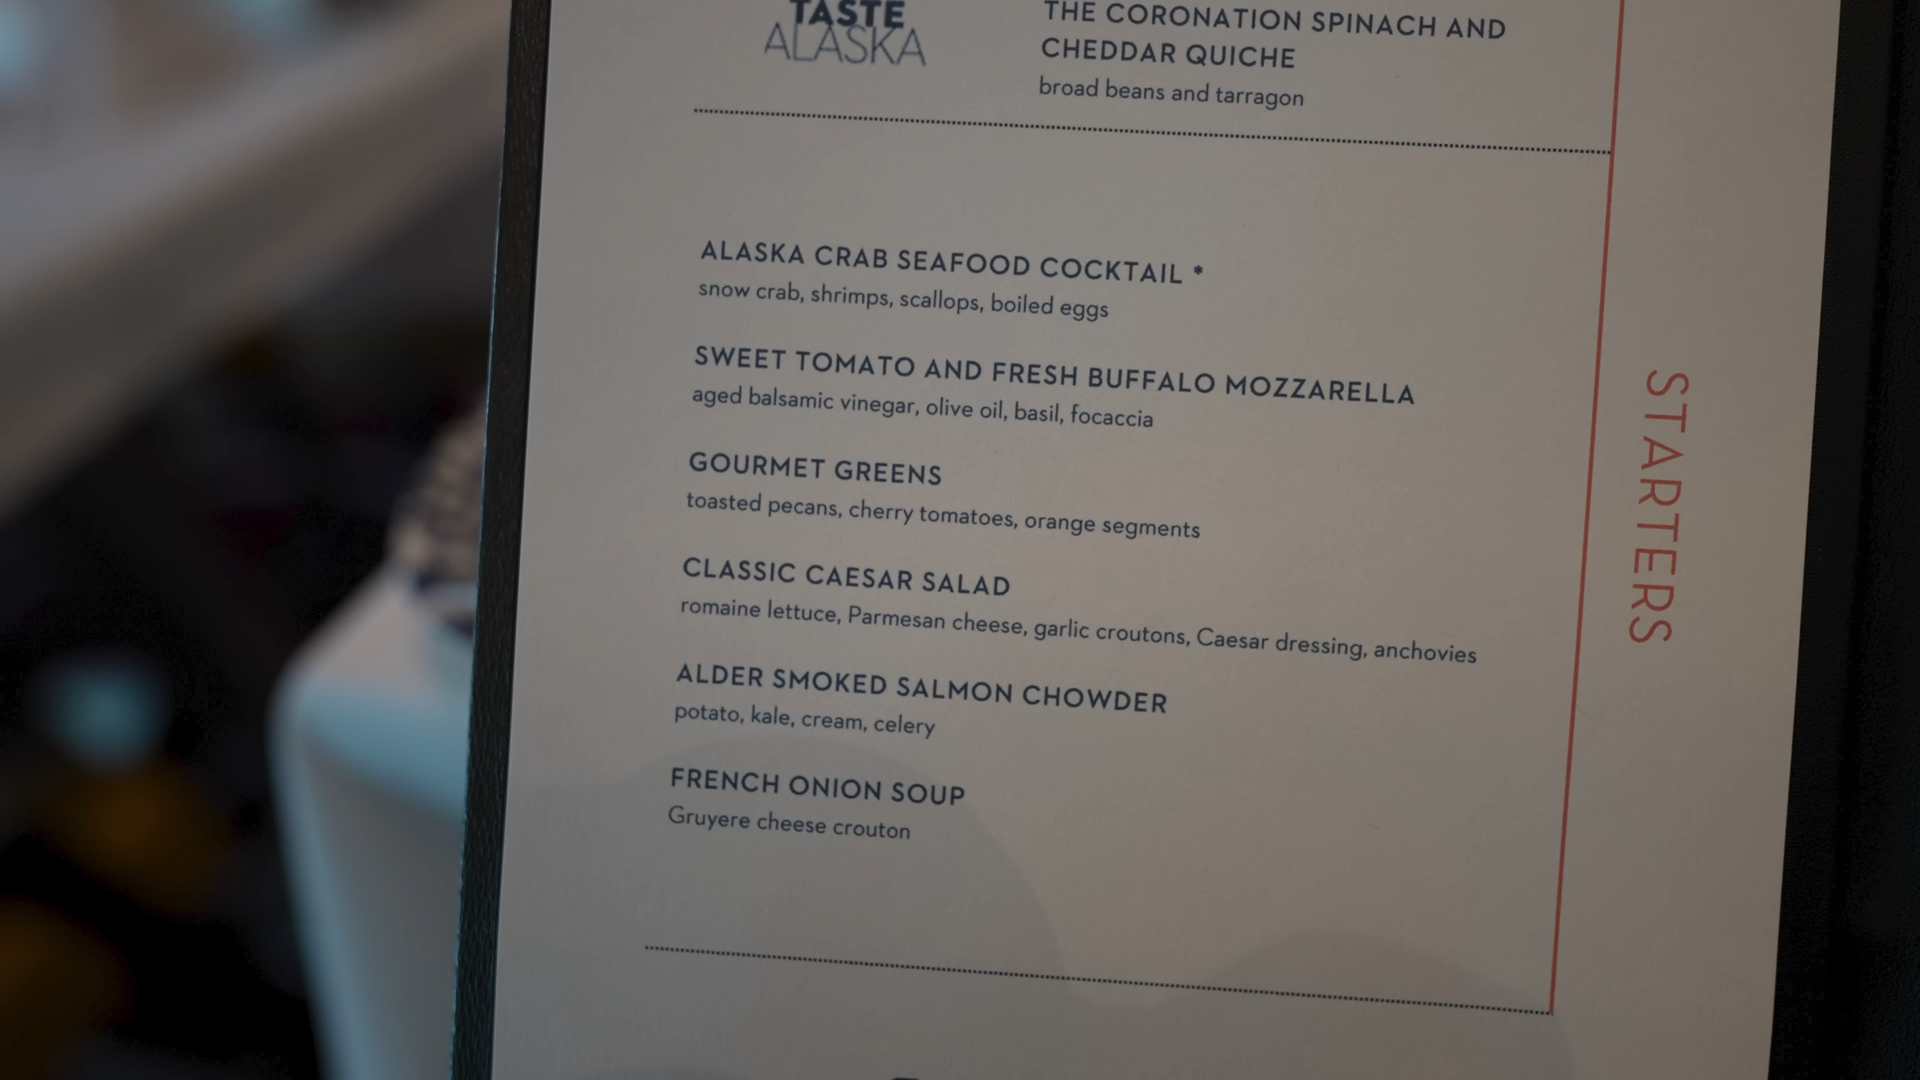 TASTE
ALASKA
THE CORONATION SPINACH AND
CHEDDAR QUICHE
broad beans and tarragon
ALASKA CRAB SEAFOOD COCKTAIL *
snow crab, shrimps, scallops, boiled eggs
SWEET TOMATO AND FRESH BUFFALO MOZZARELLA
aged balsamic vinegar, olive oil, basil, focaccia
GOURMET GREENS
toasted pecans, cherry tomatoes, orange segments
CLASSIC CAESAR SALAD
romaine lettuce, Parmesan cheese, garlic croutons, Caesar dressing, anchovies
ALDER SMOKED SALMON CHOWDER
potato, kale, cream, celery
FRENCH ONION SOUP
Gruyere cheese crouton
STARTERS